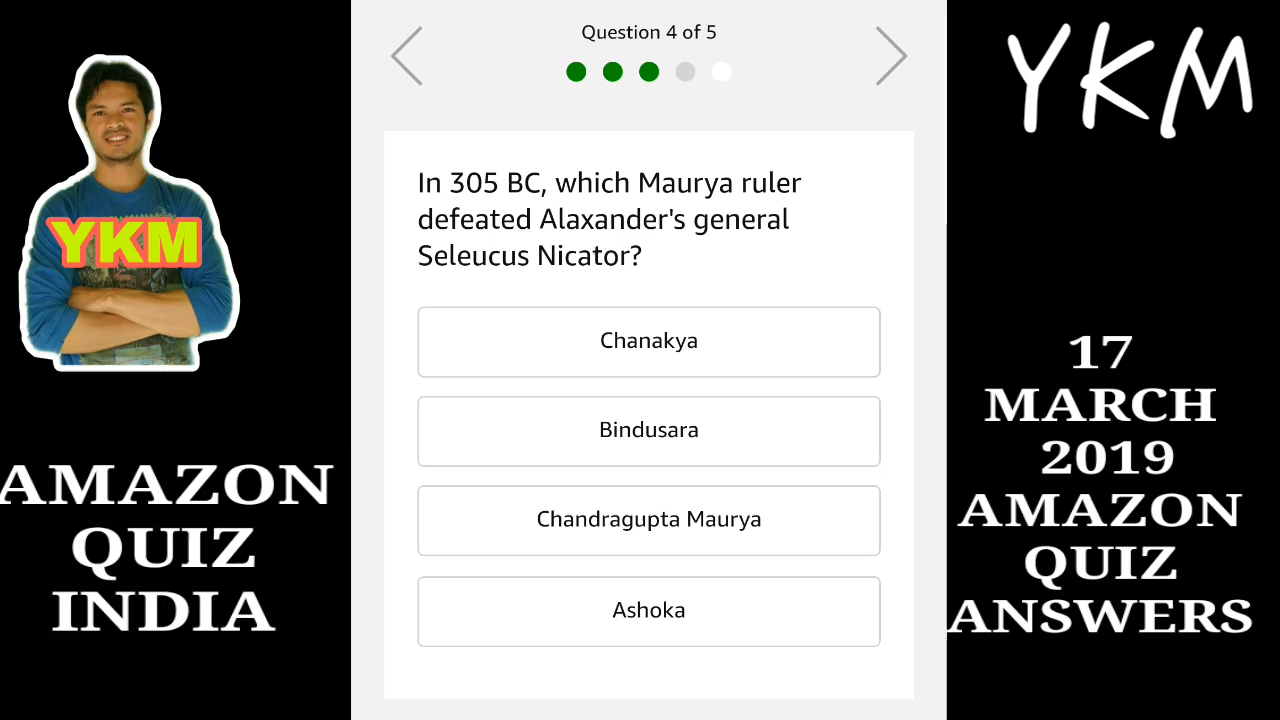 Question 4 of 5
YKM
In 305 BC, which Maurya ruler
defeated Alaxander's general
Seleucus Nicator?
Chanakya
Bindusara
Chandragupta Maurya
Ashoka
YKM
AMAZON
QUIZ
INDIA
17
MARCH
2019
AMAZON
QUIZ
ANSWERS